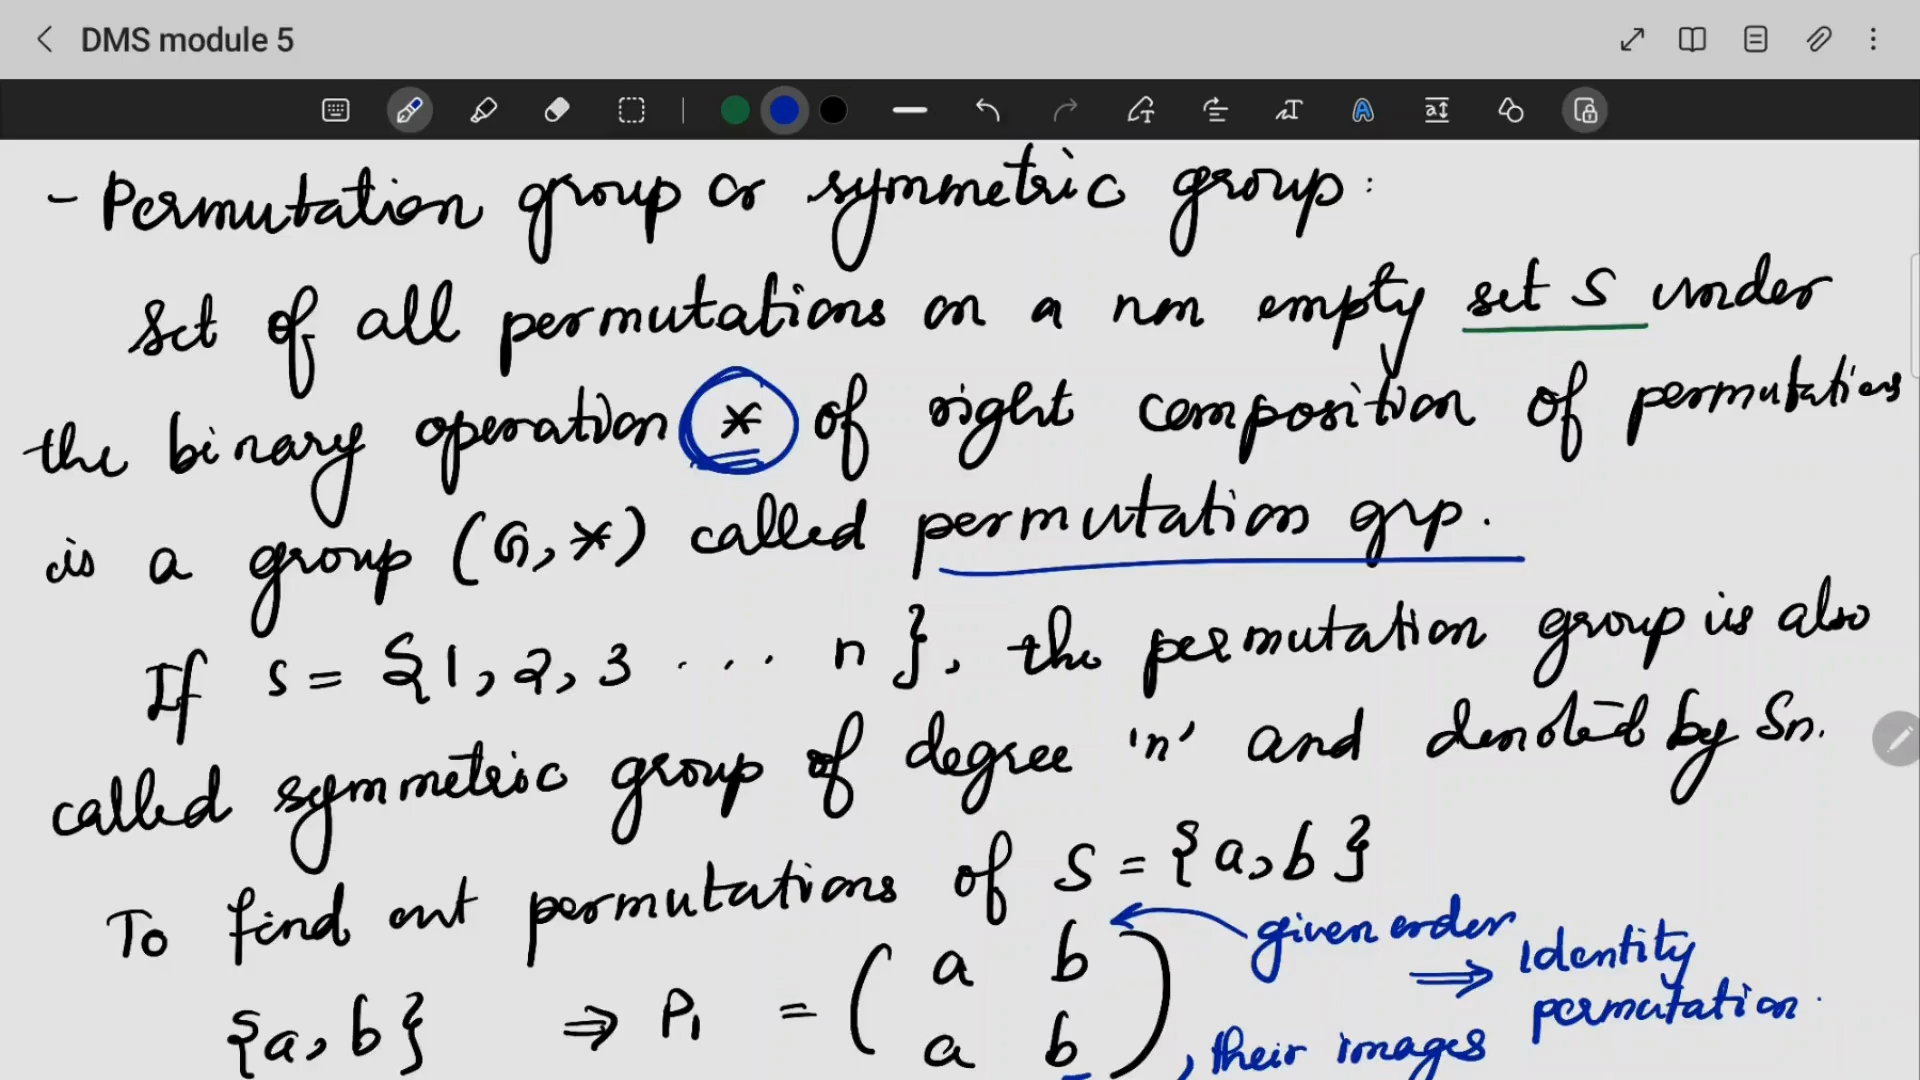 DMS module 5
- Permutation group or symmetric group:
Set of all permutations on a non empty set S under
the binary operation * of right composition of permutations
is a group (G, *) called permutation grp.
If S = {1, 2, 3 .... n}, the permutation group is also
called symmetric group of degree 'n' and denoted by Sn.
To find out permutations of S = {a, b}
given order ⇒ Identity permutation.
{a, b} ⇒ P₁ = ( a b
a b ), their images